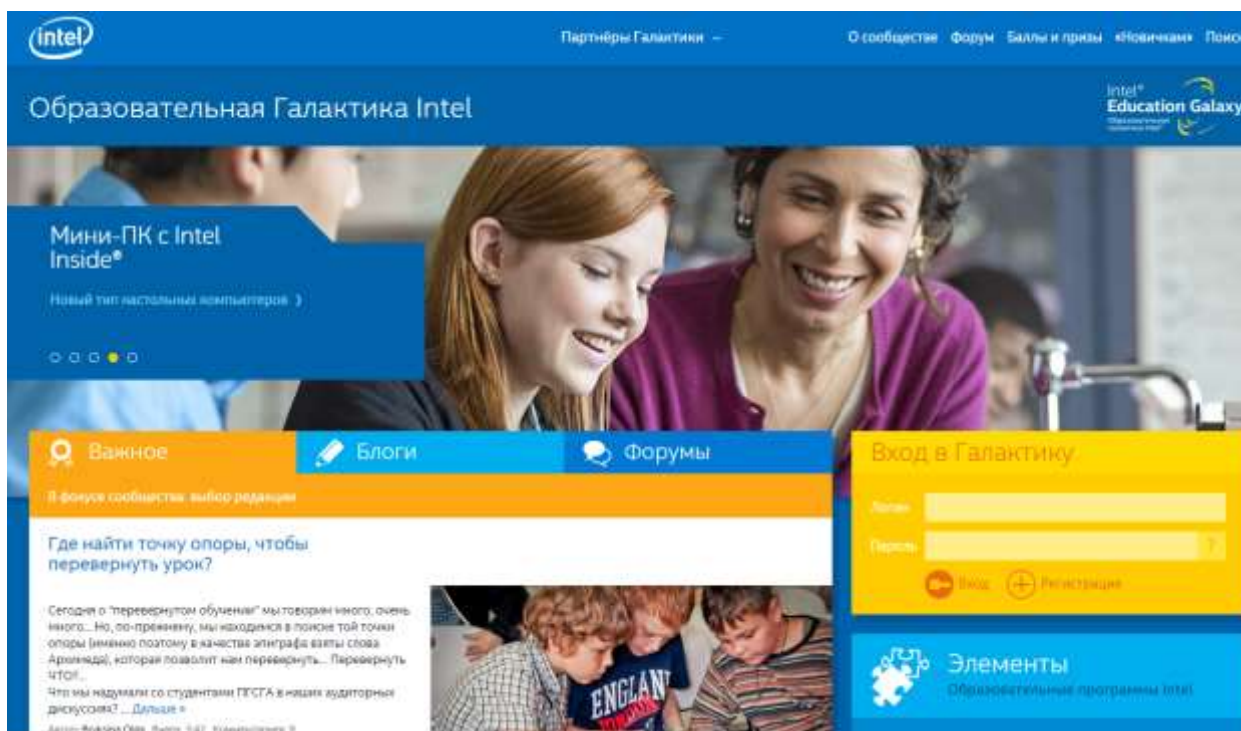 intel
Партнёры Галактики –
О сообществе Форум Баллы и призы «Новичкам» Поиск
Образовательная Галактика Intel
Intel®
Education Galaxy
Мини-ПК с Intel
Inside®
Новый тип настольных компьютеров
Важное
Блоги
Форумы
Вход в Галактику
В фокусе сообщества: выбор редакции
Логин
Пароль
?
Вход
Регистрация
Где найти точку опоры, чтобы
перевернуть урок?
Сегодня о "перевернутом обучении" мы говорим много, очень
много... Но, по-прежнему, мы находимся в поиске той точки
опоры (именно поэтому в качестве эпиграфа взяты слова
Архимеда), которая позволит нам перевернуть... Перевернуть
ЧТО?...
Что мы надумали со студентами ПГСГА в наших аудиторных
дискуссиях? ... Дальше »
ENGLAND
Элементы
Образовательные программы Intel